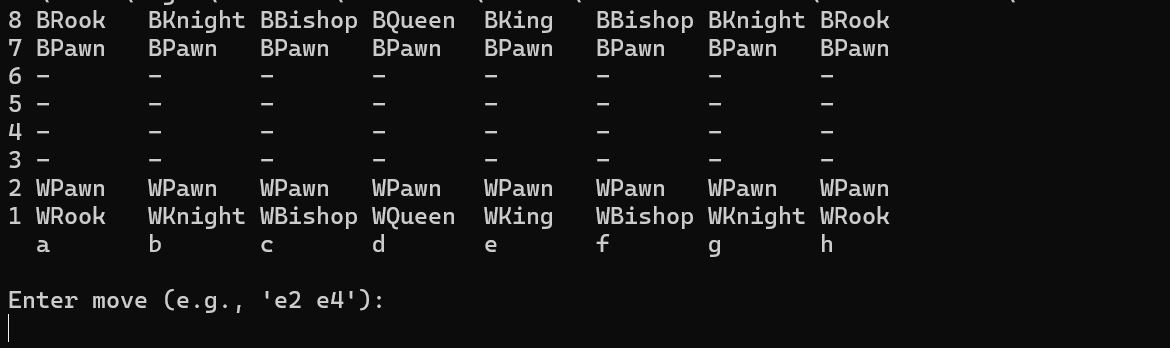 8 BRook   BKnight BBishop BQueen  BKing   BBishop BKnight BRook
7 BPawn   BPawn   BPawn   BPawn   BPawn   BPawn   BPawn   BPawn
6 -       -       -       -       -       -       -       -
5 -       -       -       -       -       -       -       -
4 -       -       -       -       -       -       -       -
3 -       -       -       -       -       -       -       -
2 WPawn   WPawn   WPawn   WPawn   WPawn   WPawn   WPawn   WPawn
1 WRook   WKnight WBishop WQueen  WKing   WBishop WKnight WRook
  a       b       c       d       e       f       g       h
Enter move (e.g., 'e2 e4'):